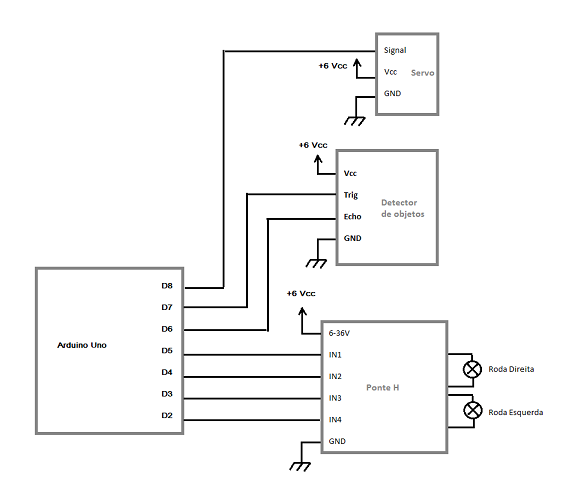 Signal
+6 Vcc
Vcc
Servo
GND
+6 Vcc
Vcc
Trig
Detector
de objetos
Echo
GND
D8
+6 Vcc
D7
D6
6-36V
Arduino Uno
D5
IN1
Roda Direita
D4
IN2
Ponte H
D3
IN3
Roda Esquerda
D2
IN4
GND